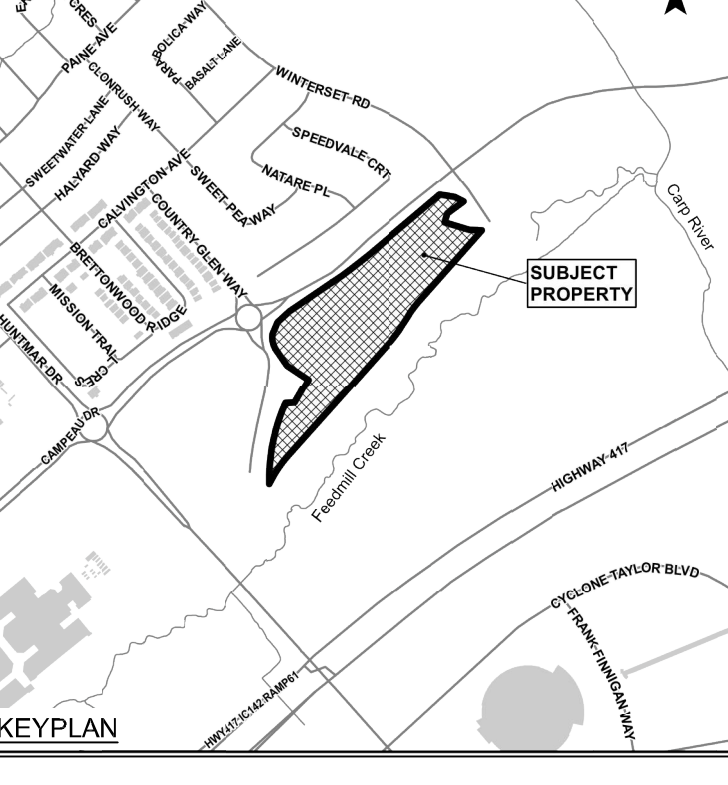 CRES
PAINE AVE
BOLICA WAY
PARA
BASALT LANE
CLONRUSH WAY
WINTERSET RD
SWEETWATER LANE
HALYARD WAY
SPEEDVALE CRT
CALVINGTON AVE
SWEET PEA WAY
NATARE PL
COUNTRY GLEN WAY
Carp River
BRETTONWOOD RIDGE
SUBJECT
PROPERTY
MISSION TRAIL
CRES
HUNTMAR DR
CAMPEAU DR
Feedmill Creek
HIGHWAY 417
CYCLONE TAYLOR BLVD
FRANK FINNIGAN WAY
HWY417 IC142 RAMP61
KEYPLAN